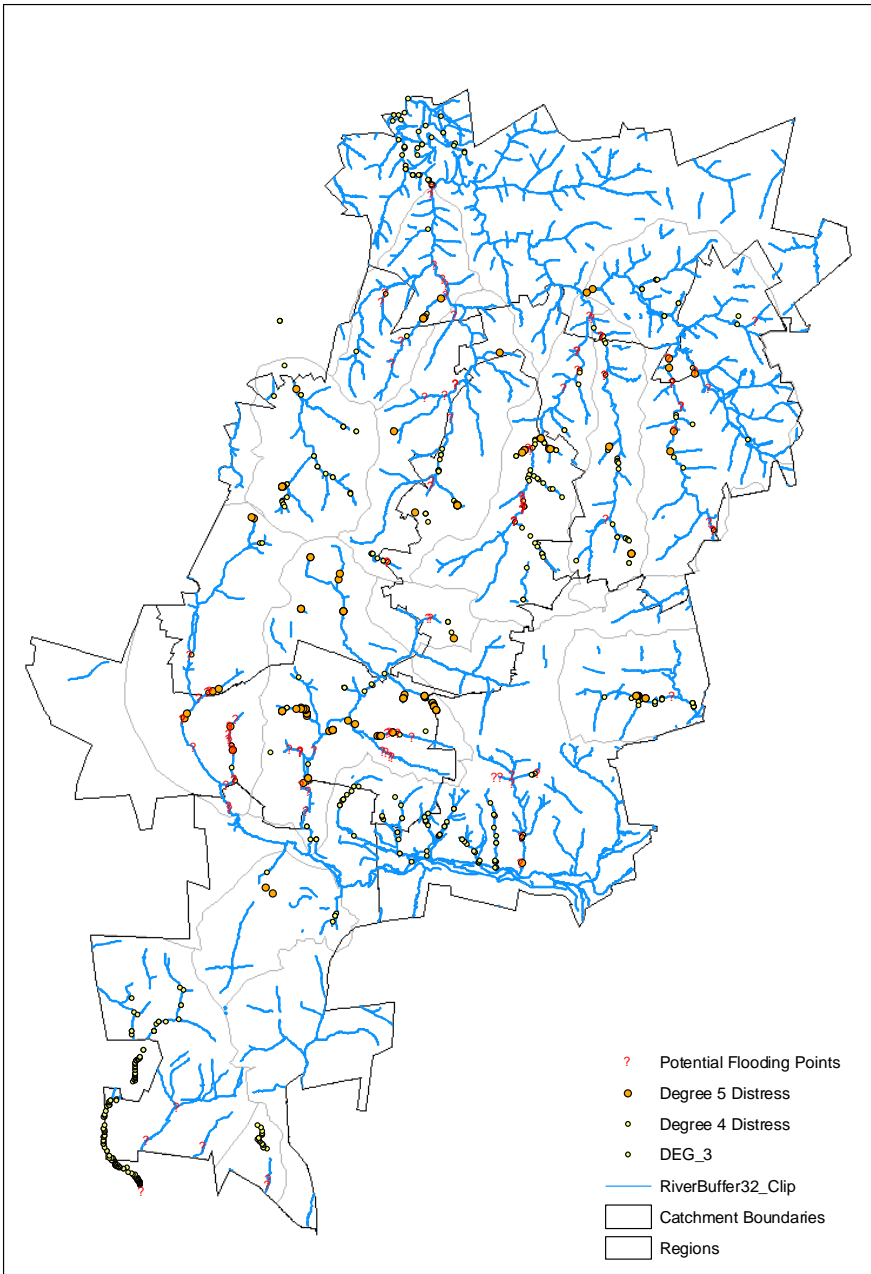 ? Potential Flooding Points
Degree 5 Distress
Degree 4 Distress
DEG_3
RiverBuffer32_Clip
Catchment Boundaries
Regions